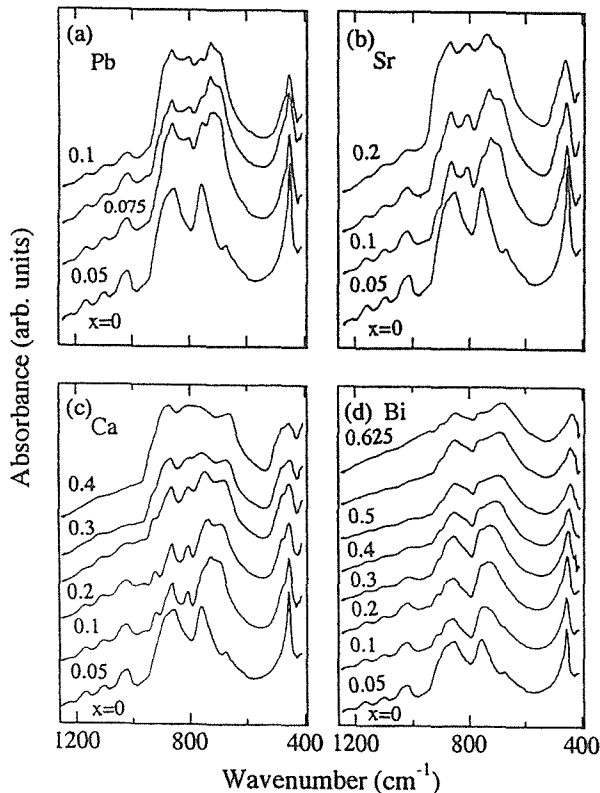 (a)
Pb
0.1
0.075
0.05
x=0
(b)
Sr
0.2
0.1
0.05
x=0
Absorbance (arb. units)
(c)
Ca
0.4
0.3
0.2
0.1
0.05
x=0
1200 800 400
(d) Bi
0.625
0.5
0.4
0.3
0.2
0.1
0.05
x=0
1200 800 400
Wavenumber (cm⁻¹)